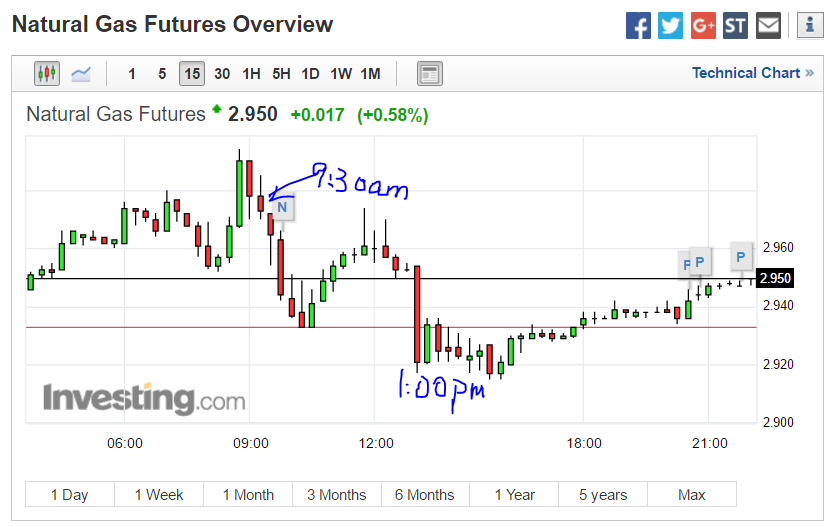 Natural Gas Futures Overview
ST
G+
1 5 15 30 1H 5H 1D 1W 1M
Technical Chart »
Natural Gas Futures 2.950 +0.017 (+0.58%)
9:30am
N
P P P
2.960
2.950
2.940
2.920
2.900
1:00pm
Investing.com
06:00 09:00 12:00 18:00 21:00
1 Day 1 Week 1 Month 3 Months 6 Months 1 Year 5 years Max